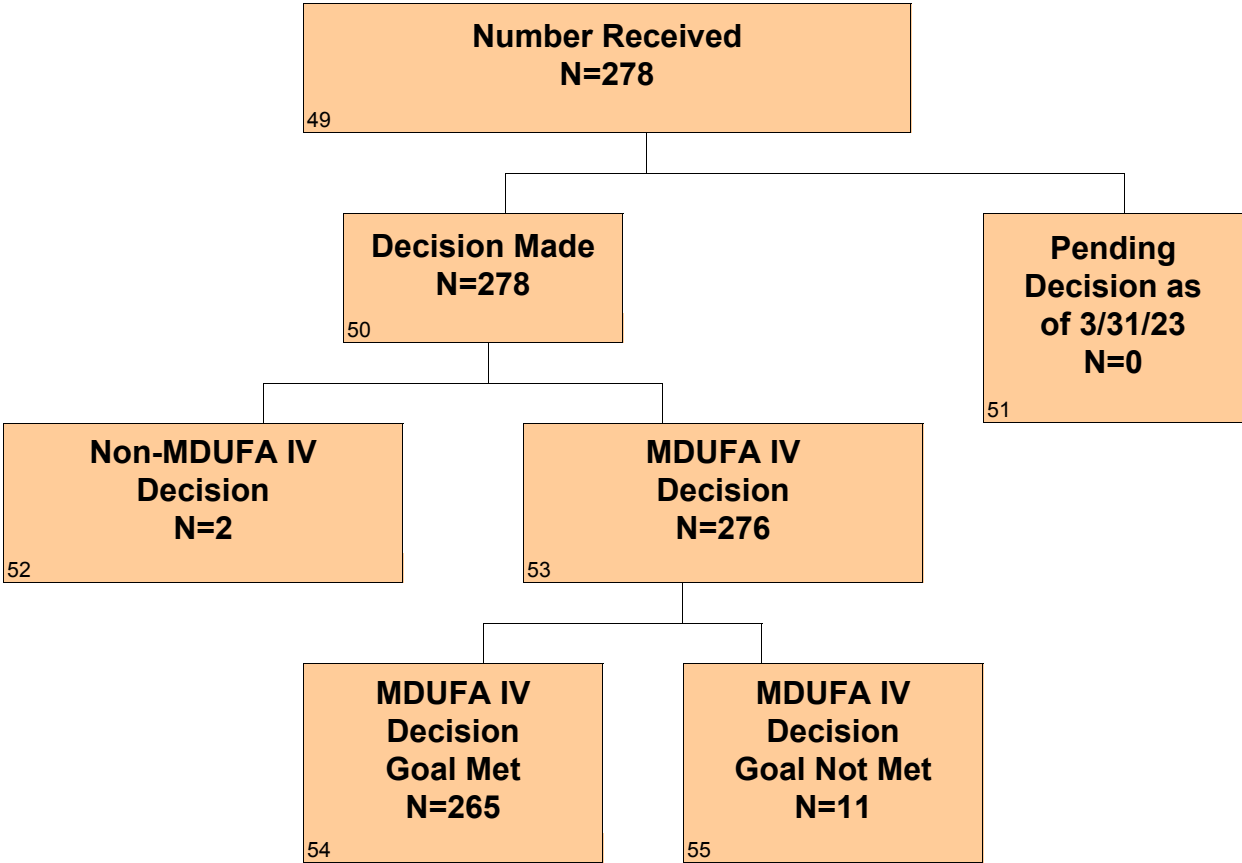 Number Received
N=278
49
Decision Made
N=278
50
Pending
Decision as
of 3/31/23
N=0
51
Non-MDUFA IV
Decision
N=2
52
MDUFA IV
Decision
N=276
53
MDUFA IV
Decision
Goal Met
N=265
54
MDUFA IV
Decision
Goal Not Met
N=11
55